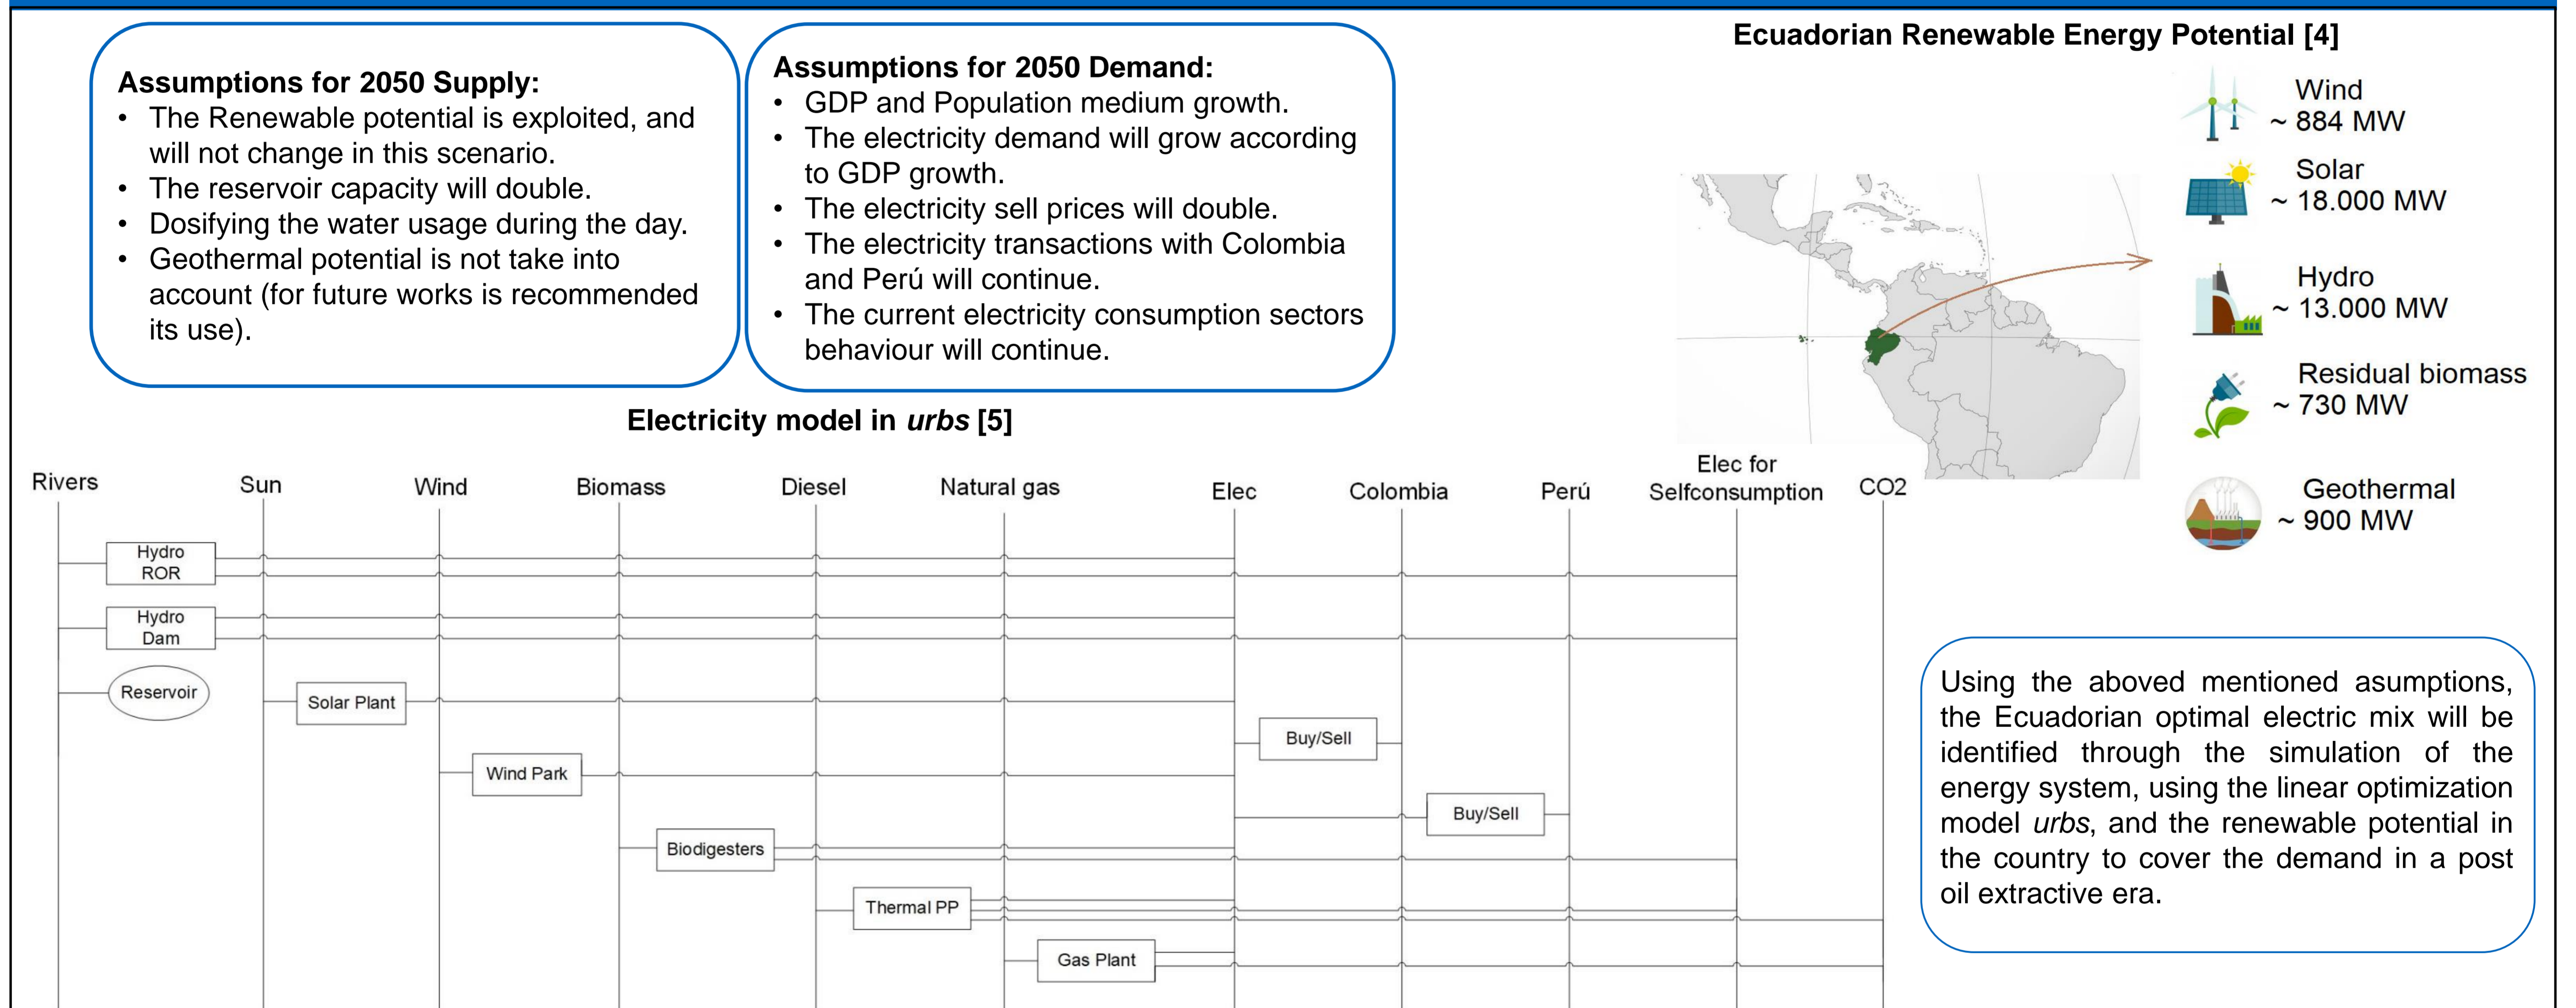 Assumptions for 2050 Supply:
• The Renewable potential is exploited, and
will not change in this scenario.
• The reservoir capacity will double.
• Dosifying the water usage during the day.
• Geothermal potential is not take into
account (for future works is recommended
its use).
Assumptions for 2050 Demand:
• GDP and Population medium growth.
• The electricity demand will grow according
to GDP growth.
• The electricity sell prices will double.
• The electricity transactions with Colombia
and Perú will continue.
• The current electricity consumption sectors
behaviour will continue.
Ecuadorian Renewable Energy Potential [4]
Wind
~ 884 MW
Solar
~ 18.000 MW
Hydro
~ 13.000 MW
Residual biomass
~ 730 MW
Geothermal
~ 900 MW
Electricity model in urbs [5]
Rivers
Sun
Wind
Biomass
Diesel
Natural gas
Elec
Colombia
Perú
Elec for
Selfconsumption
CO2
Hydro
ROR
Hydro
Dam
Reservoir
Solar Plant
Buy/Sell
Wind Park
Buy/Sell
Biodigesters
Thermal PP
Gas Plant
Using the aboved mentioned asumptions,
the Ecuadorian optimal electric mix will be
identified through the simulation of the
energy system, using the linear optimization
model urbs, and the renewable potential in
the country to cover the demand in a post
oil extractive era.